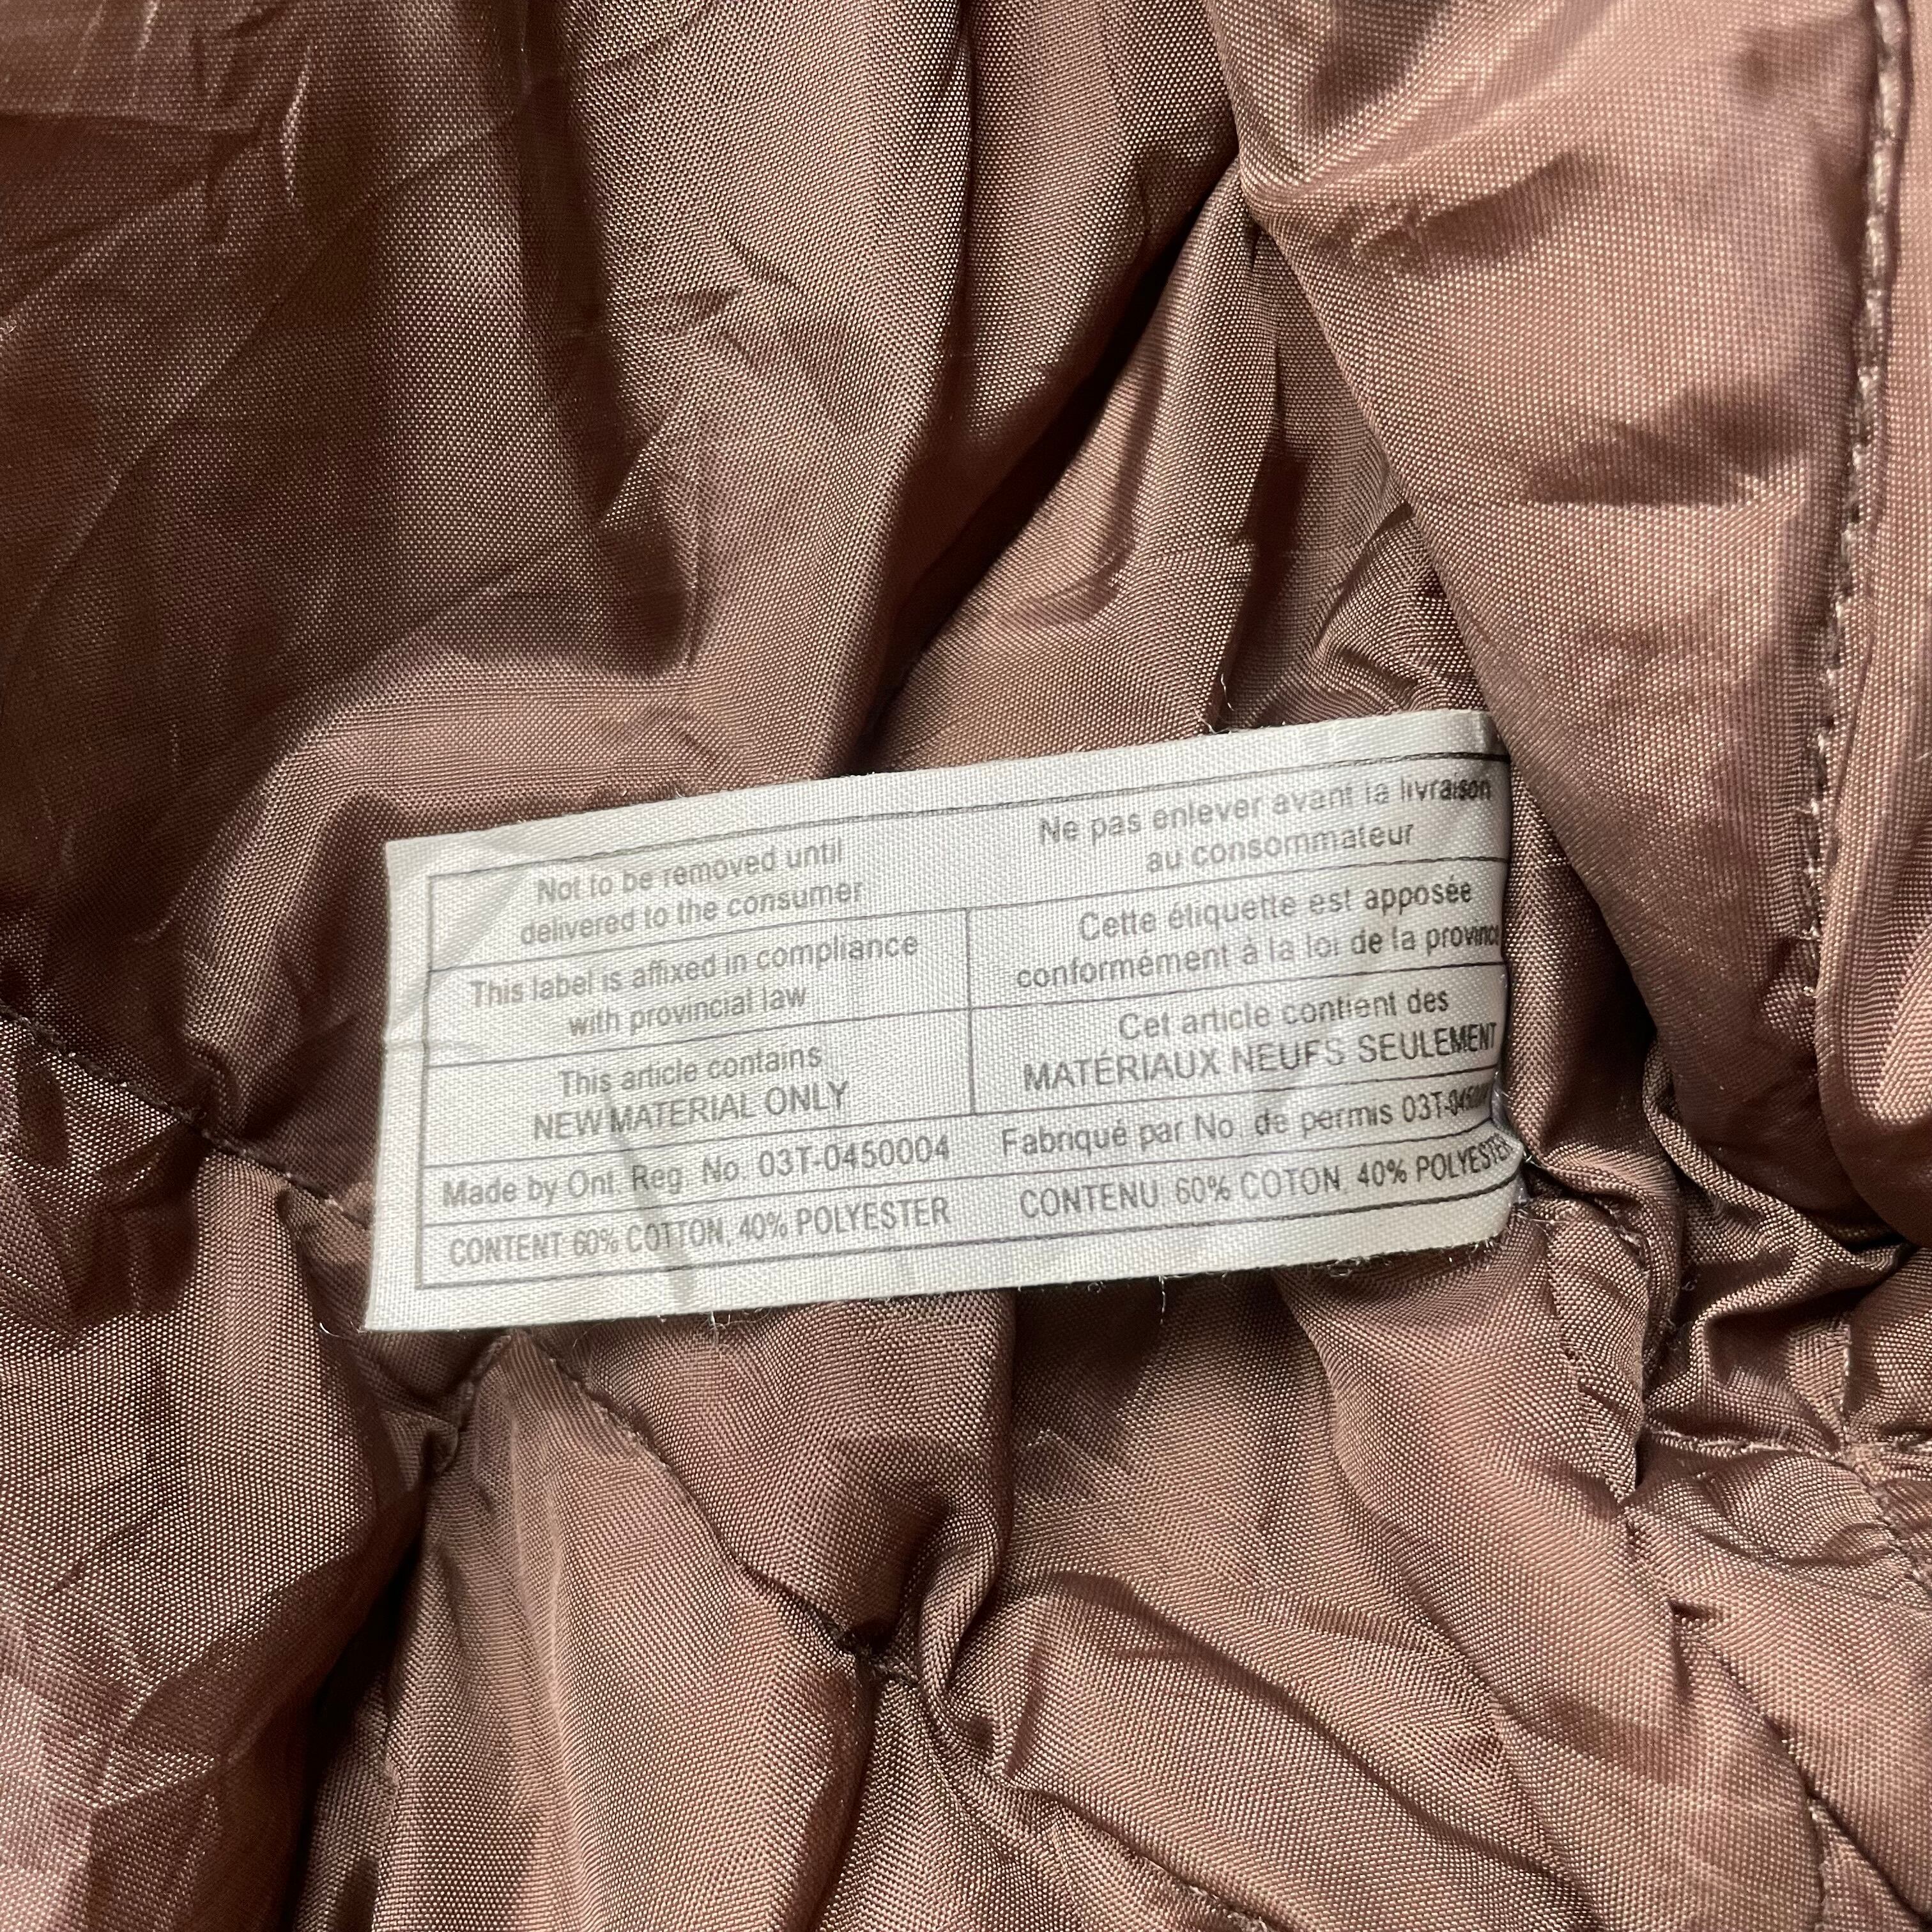 Not to be removed until
delivered to the consumer
Ne pas enlever avant la livraison
au consommateur
This label is affixed in compliance
with provincial law
Cette étiquette est apposée
conformément à la loi de la province
This article contains
NEW MATERIAL ONLY
Cet article contient des
MATÉRIAUX NEUFS SEULEMENT
Made by Ont. Reg. No. 03T-0450004
Fabriqué par No. de permis
CONTENT 60% COTTON, 40% POLYESTER
CONTENU: 60% COTON, 40% POLYESTER